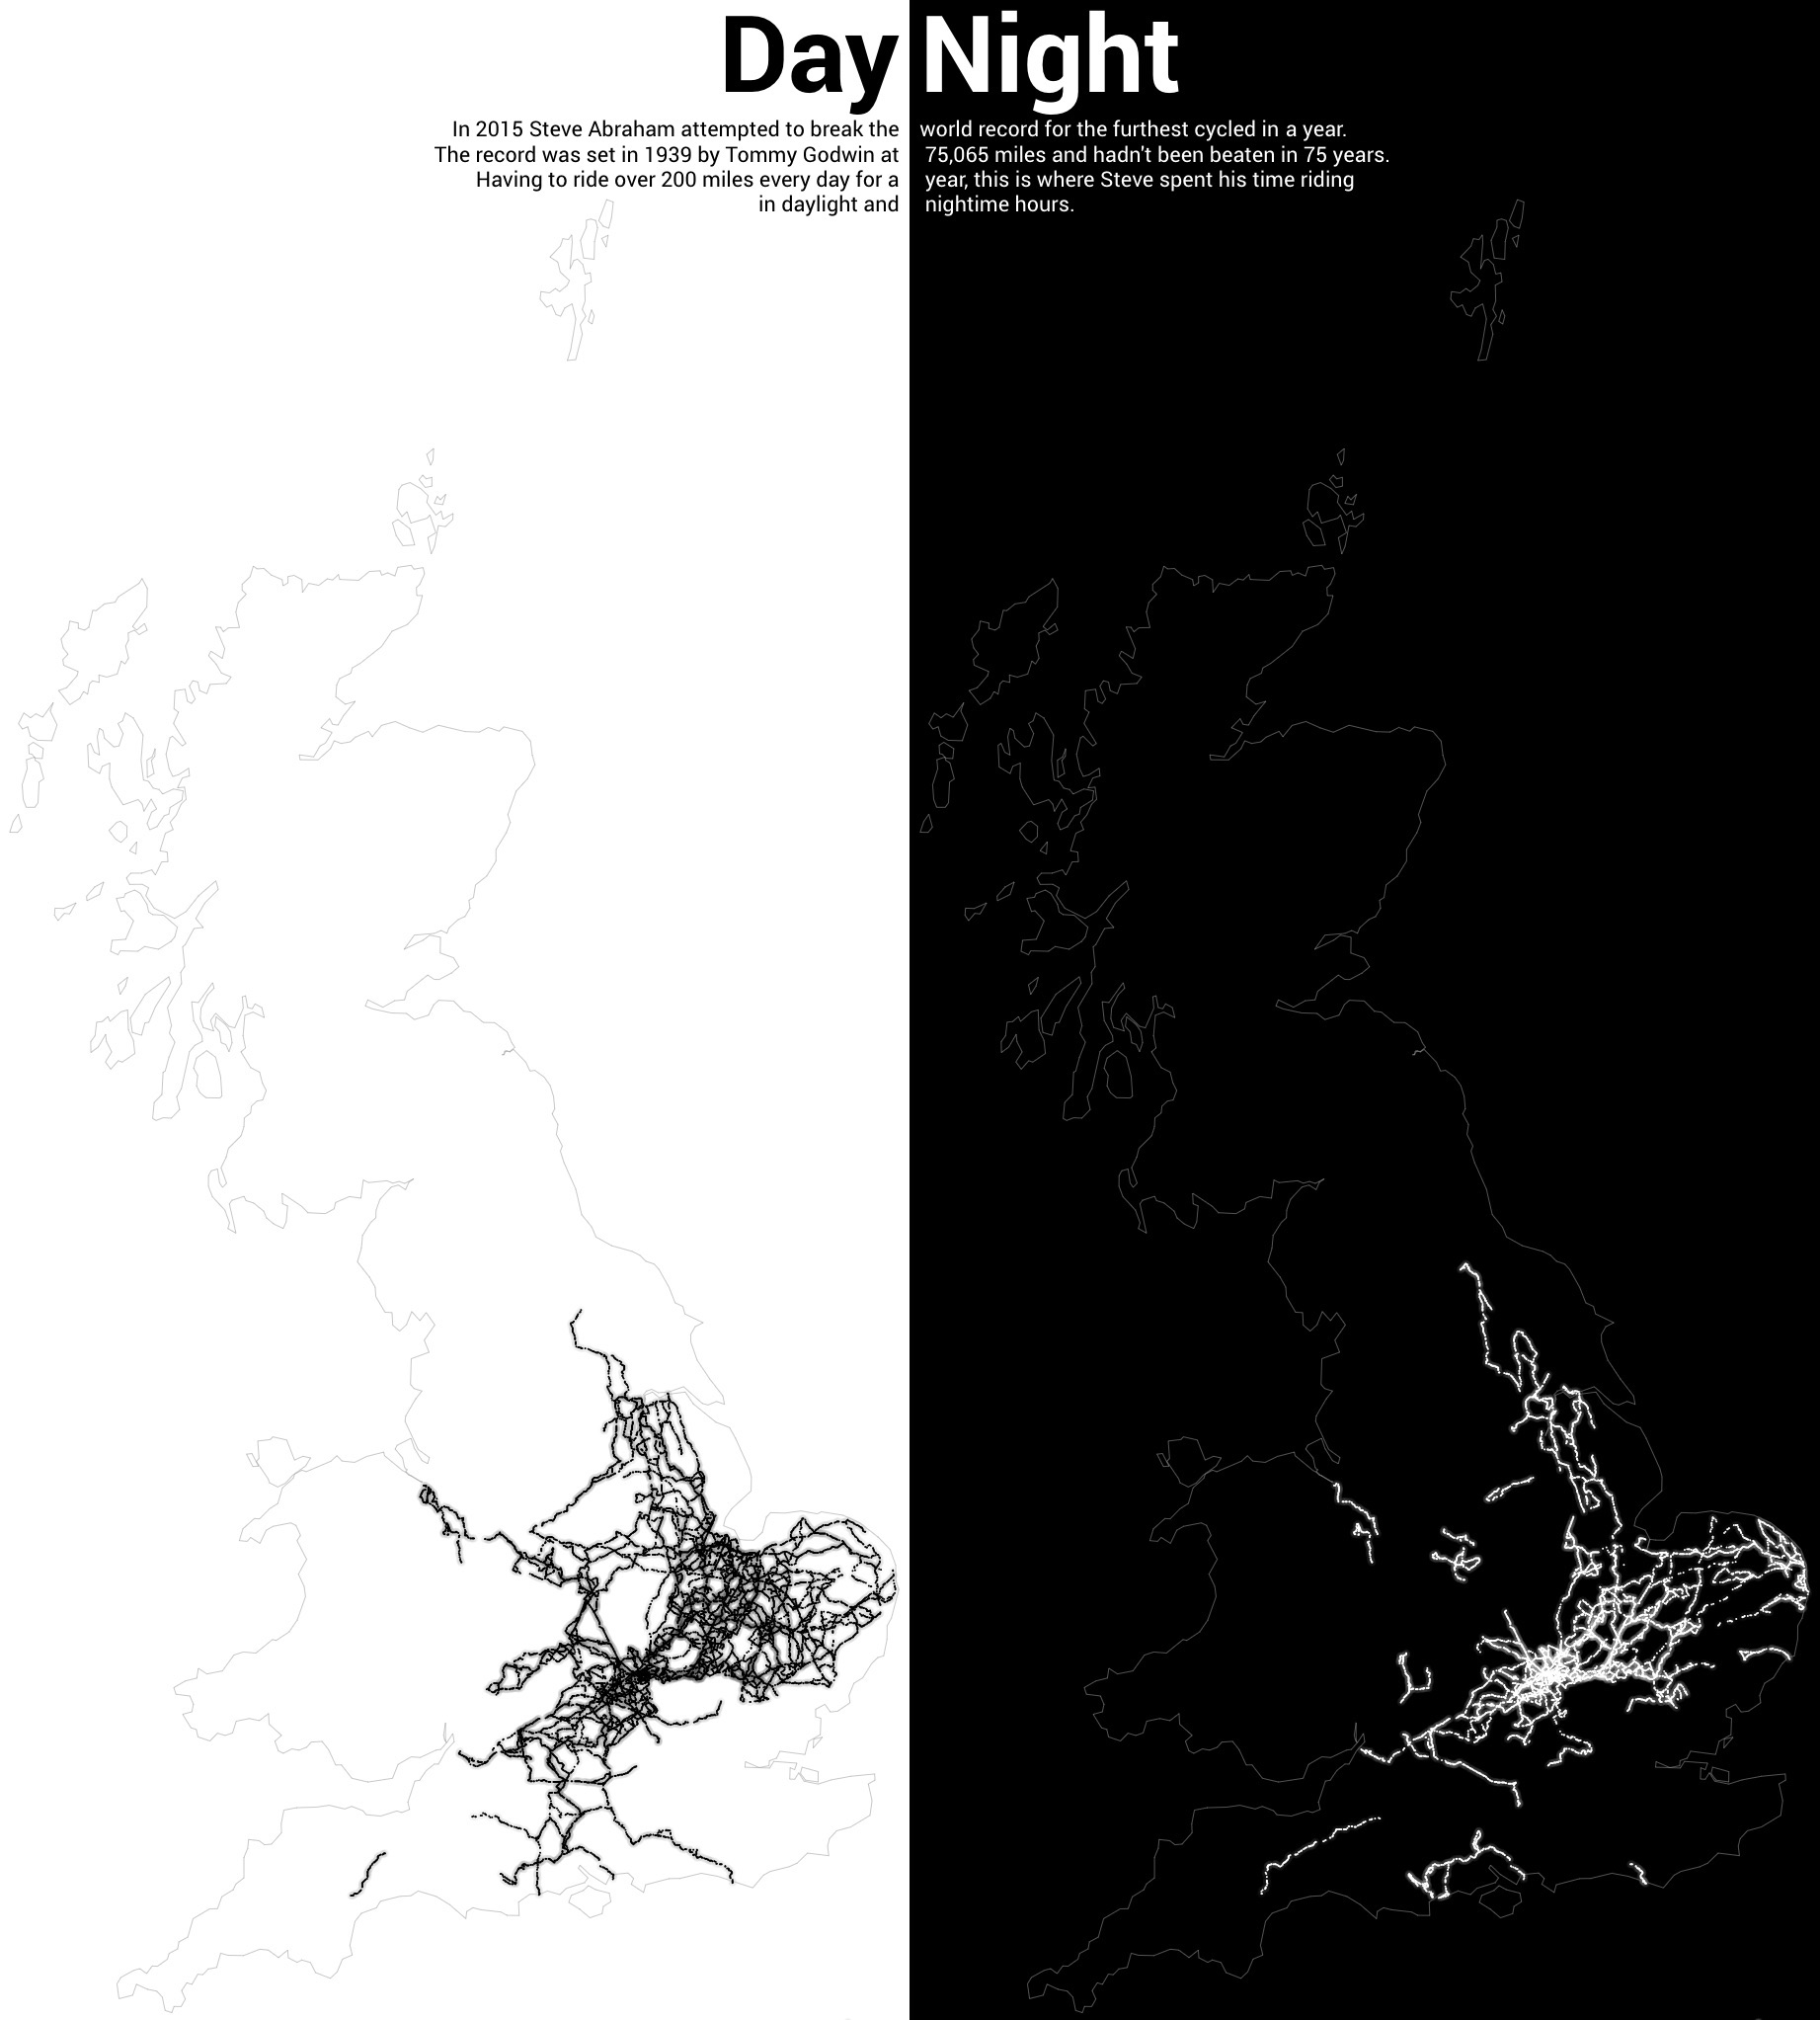 Day Night
In 2015 Steve Abraham attempted to break the world record for the furthest cycled in a year.
The record was set in 1939 by Tommy Godwin at 75,065 miles and hadn't been beaten in 75 years.
Having to ride over 200 miles every day for a year, this is where Steve spent his time riding
in daylight and nightime hours.